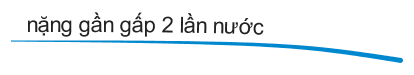 nặng gần gấp 2 lần nước